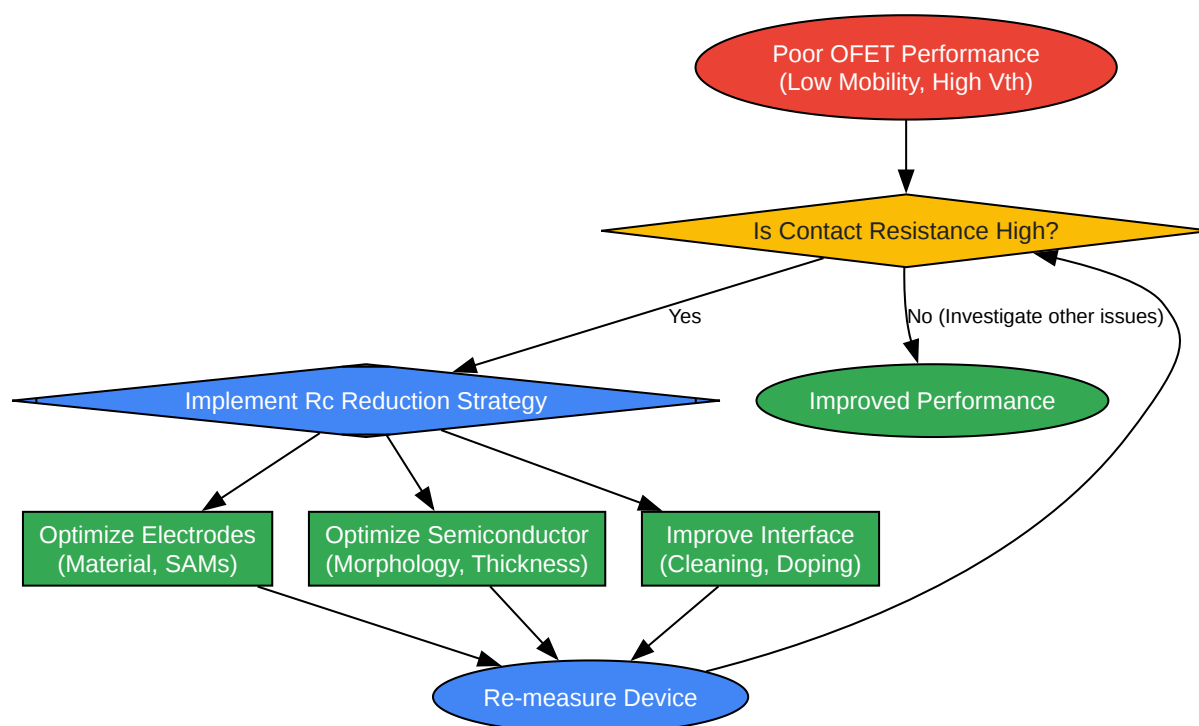 Poor OFET Performance
(Low Mobility, High Vth)
Is Contact Resistance High?
Yes
No (Investigate other issues)
Implement Rc Reduction Strategy
Improved Performance
Optimize Electrodes
(Material, SAMs)
Optimize Semiconductor
(Morphology, Thickness)
Improve Interface
(Cleaning, Doping)
Re-measure Device